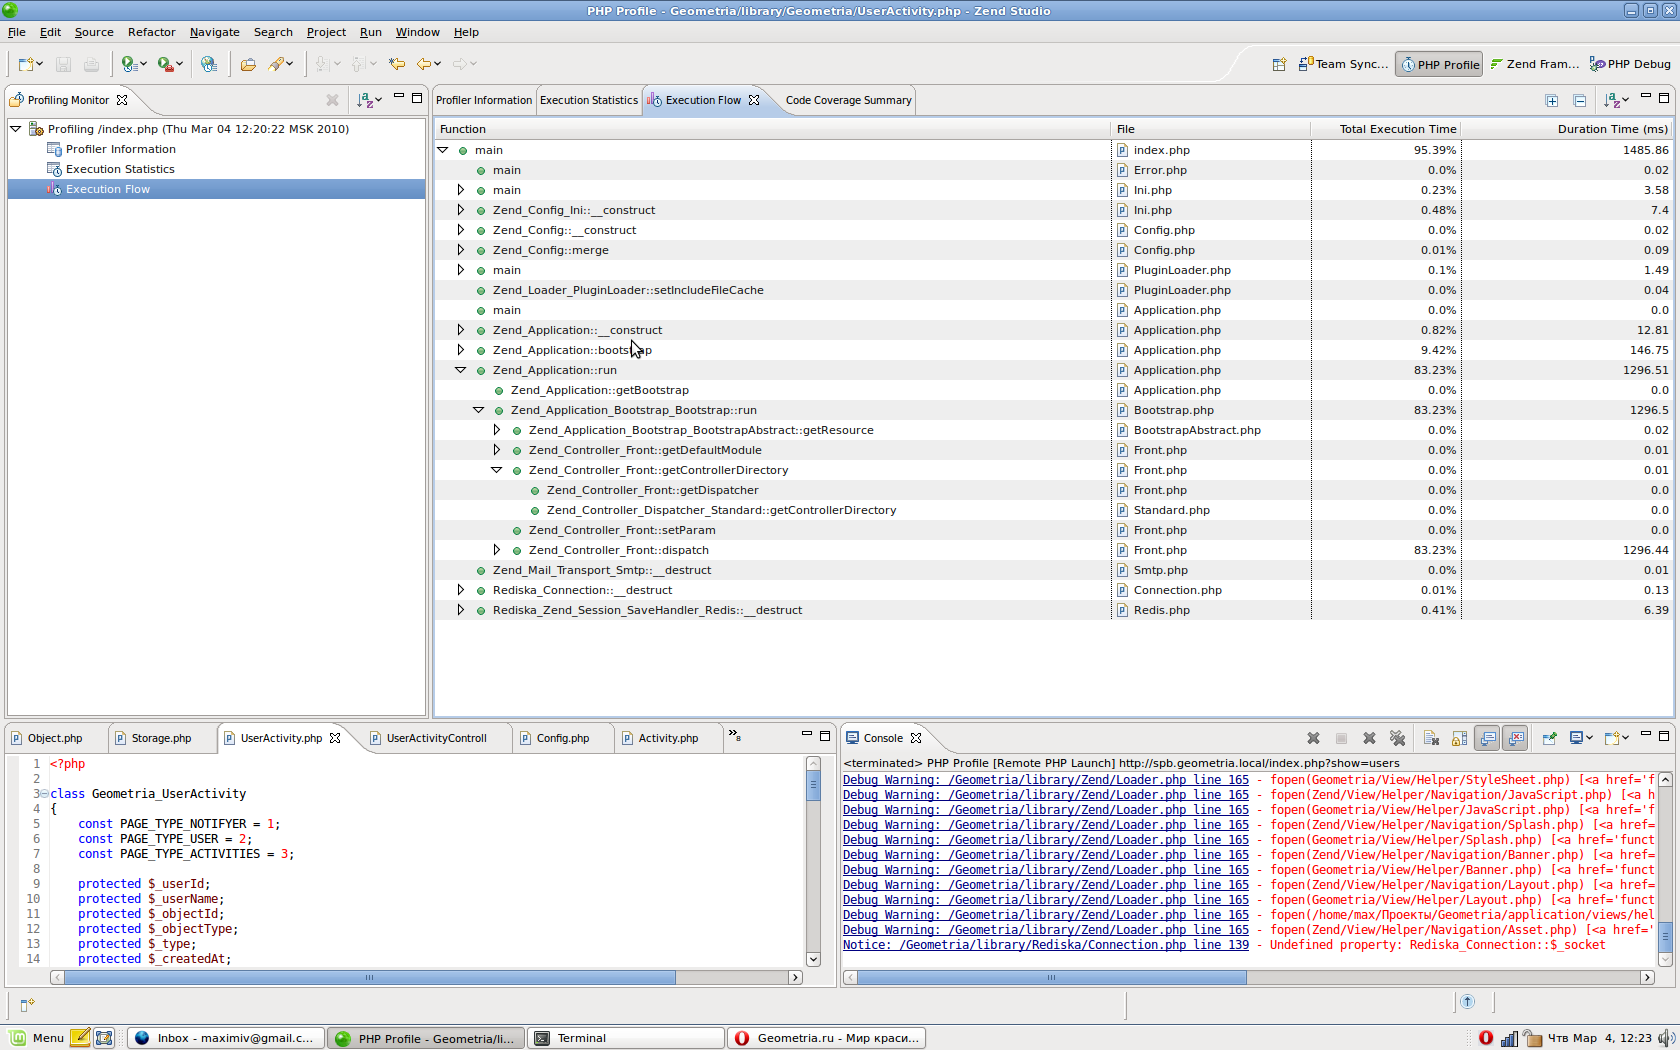 PHP Profile - Geometria/library/Geometria/UserActivity.php - Zend Studio
File Edit Source Refactor Navigate Search Project Run Window Help
Team Sync... PHP Profile Zend Fram... PHP Debug
Profiling Monitor
Profiling /index.php (Thu Mar 04 12:20:22 MSK 2010)
Profiler Information
Execution Statistics
Execution Flow
Profiler Information Execution Statistics Execution Flow Code Coverage Summary
Function File Total Execution Time Duration Time (ms)
main index.php 95.39% 1485.86
main Error.php 0.0% 0.02
main Ini.php 0.23% 3.58
Zend_Config_Ini::__construct Ini.php 0.48% 7.4
Zend_Config::__construct Config.php 0.0% 0.02
Zend_Config::merge Config.php 0.01% 0.09
main PluginLoader.php 0.1% 1.49
Zend_Loader_PluginLoader::setIncludeFileCache PluginLoader.php 0.0% 0.04
main Application.php 0.0% 0.0
Zend_Application::__construct Application.php 0.82% 12.81
Zend_Application::bootstrap Application.php 9.42% 146.75
Zend_Application::run Application.php 83.23% 1296.51
Zend_Application::getBootstrap Application.php 0.0% 0.0
Zend_Application_Bootstrap_Bootstrap::run Bootstrap.php 83.23% 1296.5
Zend_Application_Bootstrap_BootstrapAbstract::getResource BootstrapAbstract.php 0.0% 0.02
Zend_Controller_Front::getDefaultModule Front.php 0.0% 0.01
Zend_Controller_Front::getControllerDirectory Front.php 0.0% 0.01
Zend_Controller_Front::getDispatcher Front.php 0.0% 0.0
Zend_Controller_Dispatcher_Standard::getControllerDirectory Standard.php 0.0% 0.0
Zend_Controller_Front::setParam Front.php 0.0% 0.0
Zend_Controller_Front::dispatch Front.php 83.23% 1296.44
Zend_Mail_Transport_Smtp::__destruct Smtp.php 0.0% 0.01
Rediska_Connection::__destruct Connection.php 0.01% 0.13
Rediska_Zend_Session_SaveHandler_Redis::__destruct Redis.php 0.41% 6.39
Object.php Storage.php UserActivity.php UserActivityControll Config.php Activity.php »8
1 <?php
2
3 class Geometria_UserActivity
4 {
5 const PAGE_TYPE_NOTIFYER = 1;
6 const PAGE_TYPE_USER = 2;
7 const PAGE_TYPE_ACTIVITIES = 3;
8
9 protected $_userId;
10 protected $_userName;
11 protected $_objectId;
12 protected $_objectType;
13 protected $_type;
14 protected $_createdAt;
Console
<terminated> PHP Profile [Remote PHP Launch] http://spb.geometria.local/index.php?show=users
Debug Warning: /Geometria/library/Zend/Loader.php line 165 - fopen(Geometria/View/Helper/StyleSheet.php) [<a href='f
Debug Warning: /Geometria/library/Zend/Loader.php line 165 - fopen(Zend/View/Helper/Navigation/JavaScript.php) [<a h
Debug Warning: /Geometria/library/Zend/Loader.php line 165 - fopen(Geometria/View/Helper/JavaScript.php) [<a href='f
Debug Warning: /Geometria/library/Zend/Loader.php line 165 - fopen(Zend/View/Helper/Navigation/Splash.php) [<a href=
Debug Warning: /Geometria/library/Zend/Loader.php line 165 - fopen(Geometria/View/Helper/Splash.php) [<a href='funct
Debug Warning: /Geometria/library/Zend/Loader.php line 165 - fopen(Zend/View/Helper/Navigation/Banner.php) [<a href=
Debug Warning: /Geometria/library/Zend/Loader.php line 165 - fopen(Geometria/View/Helper/Banner.php) [<a href='funct
Debug Warning: /Geometria/library/Zend/Loader.php line 165 - fopen(Zend/View/Helper/Navigation/Layout.php) [<a href=
Debug Warning: /Geometria/library/Zend/Loader.php line 165 - fopen(Geometria/View/Helper/Layout.php) [<a href='funct
Debug Warning: /Geometria/library/Zend/Loader.php line 165 - fopen(/home/max/Проекты/Geometria/application/views/hel
Debug Warning: /Geometria/library/Zend/Loader.php line 165 - fopen(Zend/View/Helper/Navigation/Asset.php) [<a href='
Notice: /Geometria/library/Rediska/Connection.php line 139 - Undefined property: Rediska_Connection::$_socket
Menu Inbox - maximiv@gmail.c... PHP Profile - Geometria/li... Terminal Geometria.ru - Мир краси... Чтв Мар 4, 12:23